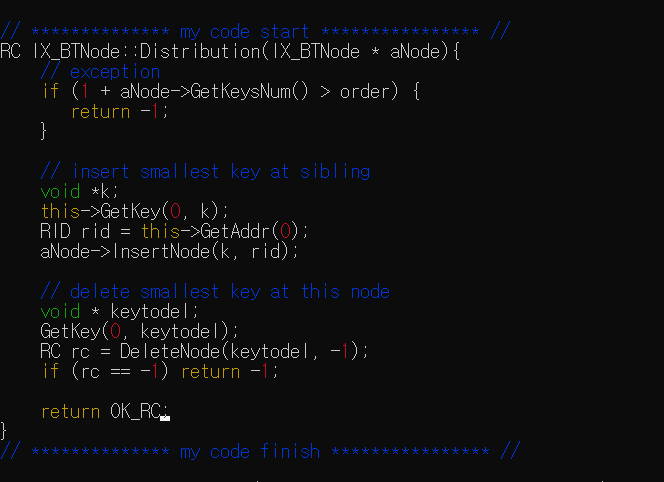 // ************** my code start **************** //
RC IX_BTNode::Distribution(IX_BTNode * aNode){
    // exception
    if (1 + aNode->GetKeysNum() > order) {
       return -1;
    }

    // insert smallest key at sibling
    void *k;
    this->GetKey(0, k);
    RID rid = this->GetAddr(0);
    aNode->InsertNode(k, rid);

    // delete smallest key at this node
    void * keytodel;
    GetKey(0, keytodel);
    RC rc = DeleteNode(keytodel, -1);
    if (rc == -1) return -1;

    return OK_RC;
}
// ************** my code finish **************** //